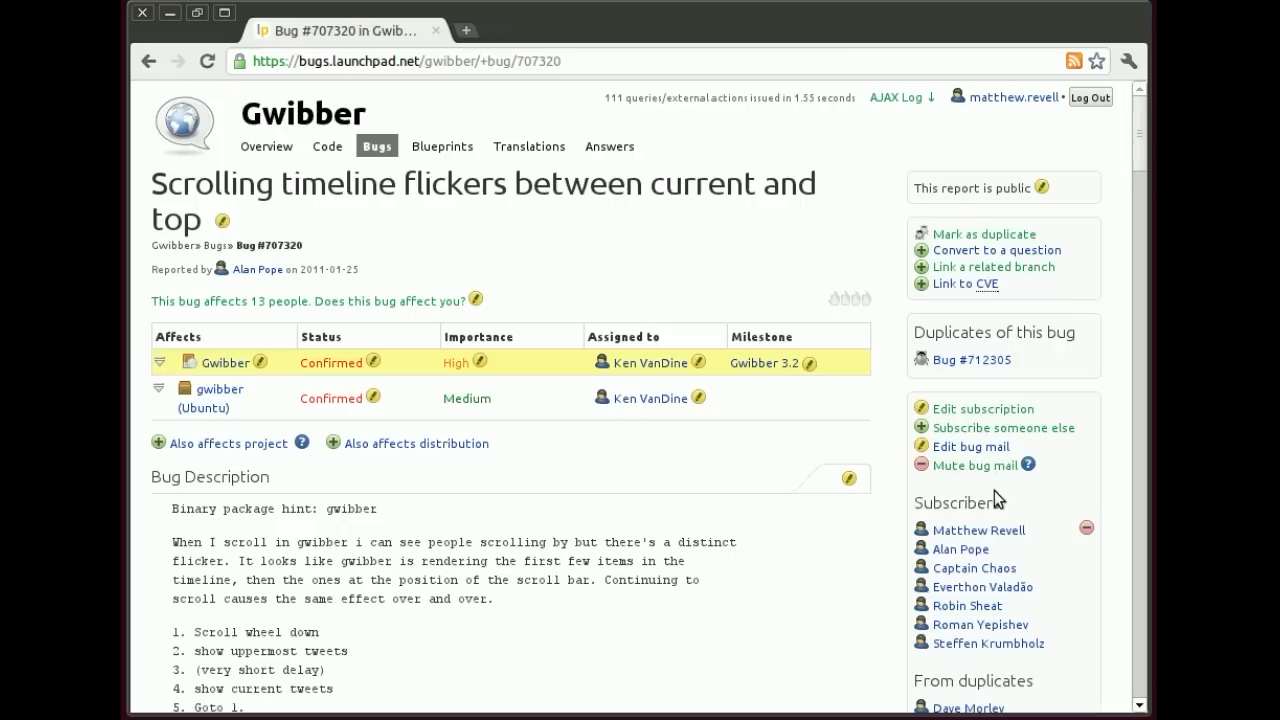 lp Bug #707320 in Gwib...
https://bugs.launchpad.net/gwibber/+bug/707320
111 queries/external actions issued in 1.55 seconds AJAX Log ↓ matthew.revell • Log Out
Gwibber
Overview Code Bugs Blueprints Translations Answers
Scrolling timeline flickers between current and
top
Gwibber» Bugs» Bug #707320
Reported by Alan Pope on 2011-01-25
This bug affects 13 people. Does this bug affect you?
Affects Status Importance Assigned to Milestone
Gwibber Confirmed High Ken VanDine Gwibber 3.2
gwibber
(Ubuntu) Confirmed Medium Ken VanDine
Also affects project ? Also affects distribution
Bug Description
Binary package hint: gwibber
When I scroll in gwibber i can see people scrolling by but there's a distinct
flicker. It looks like gwibber is rendering the first few items in the
timeline, then the ones at the position of the scroll bar. Continuing to
scroll causes the same effect over and over.
1. Scroll wheel down
2. show uppermost tweets
3. (very short delay)
4. show current tweets
5. Goto 1.
This report is public
Mark as duplicate
Convert to a question
Link a related branch
Link to CVE
Duplicates of this bug
Bug #712305
Edit subscription
Subscribe someone else
Edit bug mail
Mute bug mail ?
Subscribers
Matthew Revell
Alan Pope
Captain Chaos
Everthon Valadão
Robin Sheat
Roman Yepishev
Steffen Krumbholz
From duplicates
Dave Morley